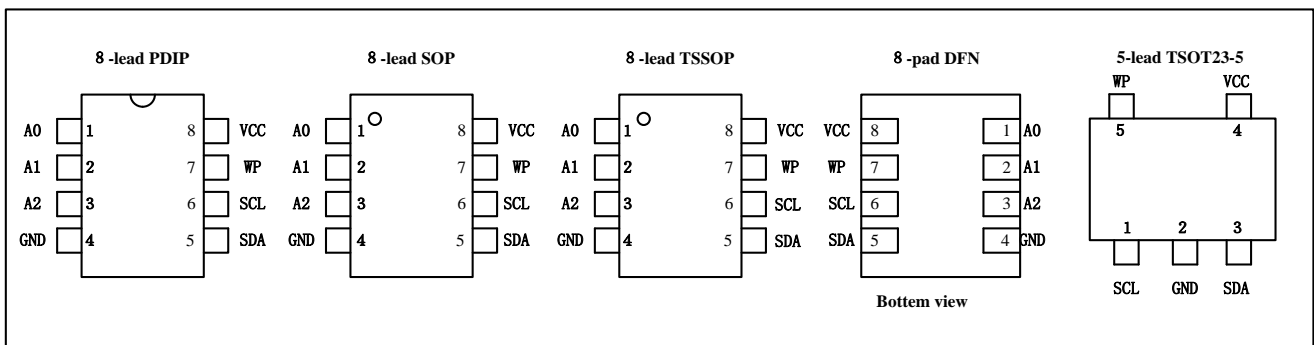 8-lead PDIP
A0 1 8 VCC
A1 2 7 WP
A2 3 6 SCL
GND 4 5 SDA
8-lead SOP
A0 1 8 VCC
A1 2 7 WP
A2 3 6 SCL
GND 4 5 SDA
8-lead TSSOP
A0 1 8 VCC
A1 2 7 WP
A2 3 6 SCL
GND 4 5 SDA
8-pad DFN
VCC 8 1 A0
WP 7 2 A1
SCL 6 3 A2
SDA 5 4 GND
Bottem view
5-lead TSOT23-5
WP VCC
5 4
1 2 3
SCL GND SDA